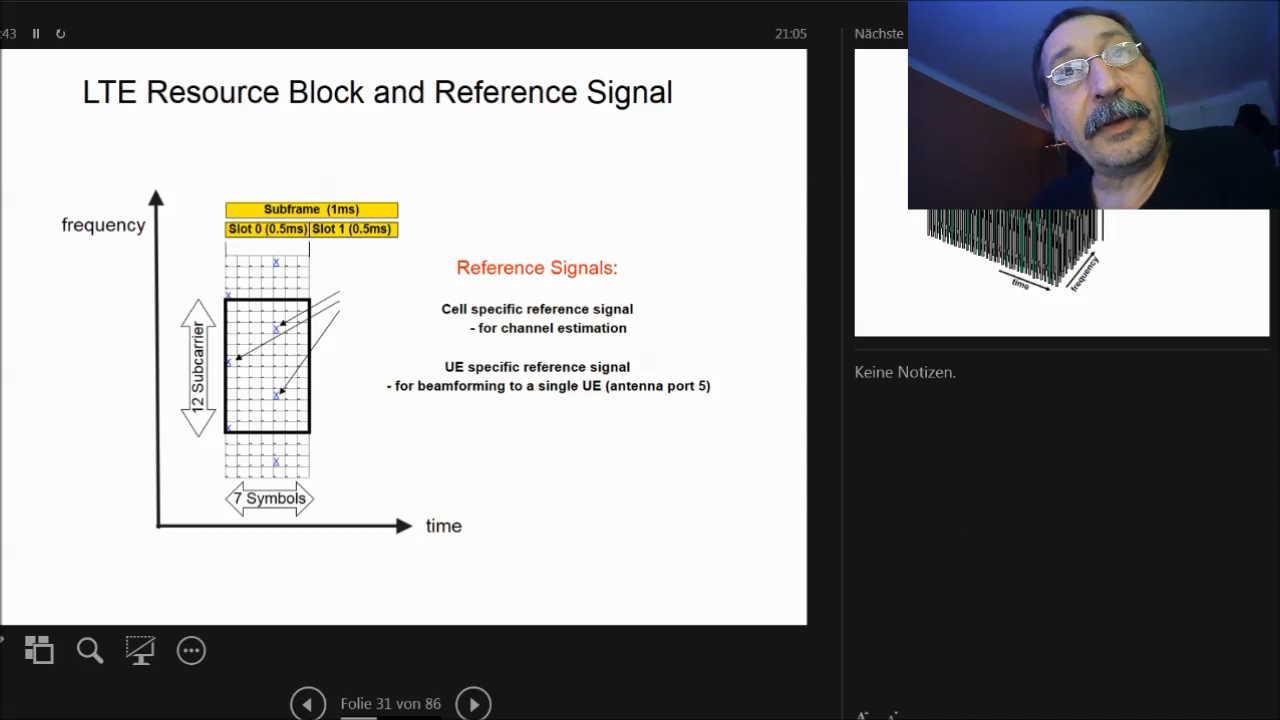 :43
21:05
Nächste
LTE Resource Block and Reference Signal
frequency
Subframe (1ms)
Slot 0 (0.5ms) Slot 1 (0.5ms)
X
X
Reference Signals:
Cell specific reference signal
- for channel estimation
X
X
UE specific reference signal
- for beamforming to a single UE (antenna port 5)
X
X
12 Subcarrier
X
7 Symbols
time
time
frequency
Keine Notizen.
Folie 31 von 86